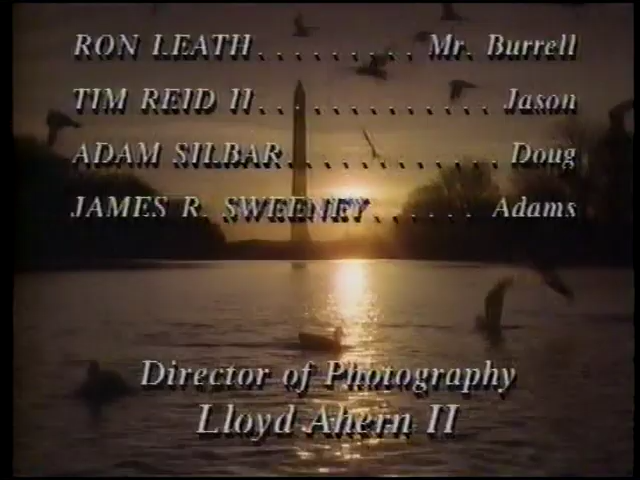 RON LEATH......... Mr. Burrell
TIM REID II............ Jason
ADAM SILBAR........... Doug
JAMES R. SWEENEY...... Adams
Director of Photography
Lloyd Ahern II